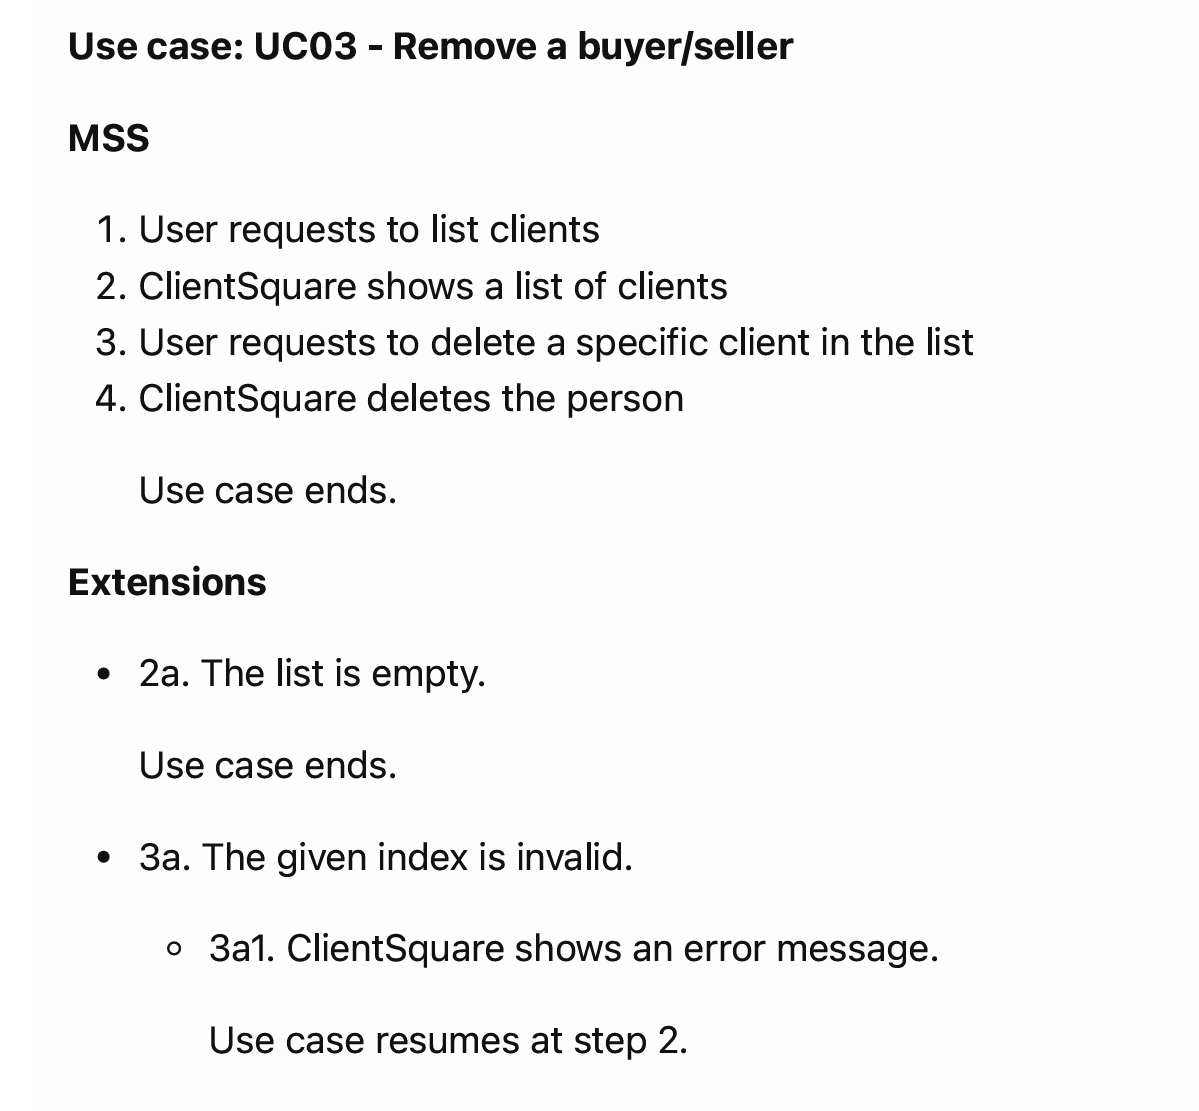 Use case: UC03 - Remove a buyer/seller
MSS
1. User requests to list clients
2. ClientSquare shows a list of clients
3. User requests to delete a specific client in the list
4. ClientSquare deletes the person
Use case ends.
Extensions
• 2a. The list is empty.
Use case ends.
• 3a. The given index is invalid.
◦ 3a1. ClientSquare shows an error message.
Use case resumes at step 2.